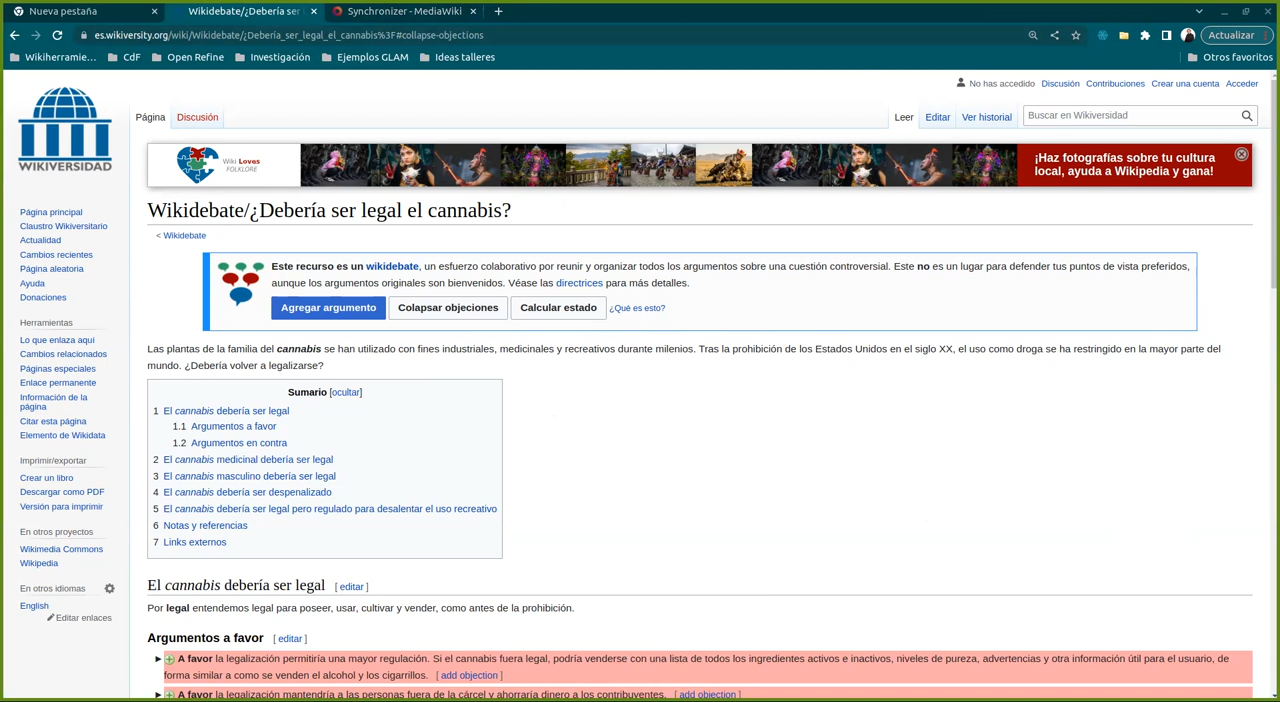 Nueva pestaña
Wikidebate/¿Debería ser
Synchronizer - MediaWiki
es.wikiversity.org/wiki/Wikidebate/¿Debería_ser_legal_el_cannabis%3F#collapse-objections
Actualizar
Wikiherramie…
CdF
Open Refine
Investigación
Ejemplos GLAM
Ideas talleres
Otros favoritos
No has accedido Discusión Contribuciones Crear una cuenta Acceder
WIKIVERSIDAD
Página Discusión
Leer Editar Ver historial
Buscar en Wikiversidad
Wiki Loves
FOLKLORE
¡Haz fotografías sobre tu cultura
local, ayuda a Wikipedia y gana!
Página principal
Claustro Wikiversitario
Actualidad
Cambios recientes
Página aleatoria
Ayuda
Donaciones
Herramientas
Lo que enlaza aquí
Cambios relacionados
Páginas especiales
Enlace permanente
Información de la
página
Citar esta página
Elemento de Wikidata
Imprimir/exportar
Crear un libro
Descargar como PDF
Versión para imprimir
En otros proyectos
Wikimedia Commons
Wikipedia
En otros idiomas
English
Editar enlaces
Wikidebate/¿Debería ser legal el cannabis?
< Wikidebate
Este recurso es un wikidebate, un esfuerzo colaborativo por reunir y organizar todos los argumentos sobre una cuestión controversial. Este no es un lugar para defender tus puntos de vista preferidos,
aunque los argumentos originales son bienvenidos. Véase las directrices para más detalles.
Agregar argumento Colapsar objeciones Calcular estado ¿Qué es esto?
Las plantas de la familia del cannabis se han utilizado con fines industriales, medicinales y recreativos durante milenios. Tras la prohibición de los Estados Unidos en el siglo XX, el uso como droga se ha restringido en la mayor parte del
mundo. ¿Debería volver a legalizarse?
Sumario [ocultar]
1 El cannabis debería ser legal
1.1 Argumentos a favor
1.2 Argumentos en contra
2 El cannabis medicinal debería ser legal
3 El cannabis masculino debería ser legal
4 El cannabis debería ser despenalizado
5 El cannabis debería ser legal pero regulado para desalentar el uso recreativo
6 Notas y referencias
7 Links externos
El cannabis debería ser legal [ editar ]
Por legal entendemos legal para poseer, usar, cultivar y vender, como antes de la prohibición.
Argumentos a favor [ editar ]
A favor la legalización permitiría una mayor regulación. Si el cannabis fuera legal, podría venderse con una lista de todos los ingredientes activos e inactivos, niveles de pureza, advertencias y otra información útil para el usuario, de
forma similar a como se venden el alcohol y los cigarrillos. [ add objection ]
A favor la legalización mantendría a las personas fuera de la cárcel y ahorraría dinero a los contribuyentes. [ add objection ]